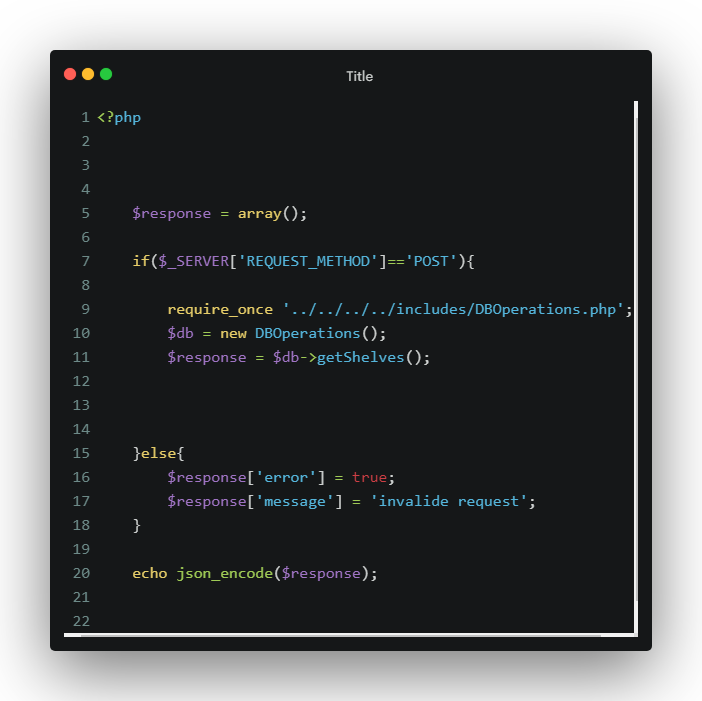 Title
1 <?php
2
3
4
5     $response = array();
6
7     if($_SERVER['REQUEST_METHOD']=='POST'){
8
9         require_once '../../../../includes/DBOperations.php';
10         $db = new DBOperations();
11         $response = $db->getShelves();
12
13
14
15     }else{
16         $response['error'] = true;
17         $response['message'] = 'invalide request';
18     }
19
20     echo json_encode($response);
21
22